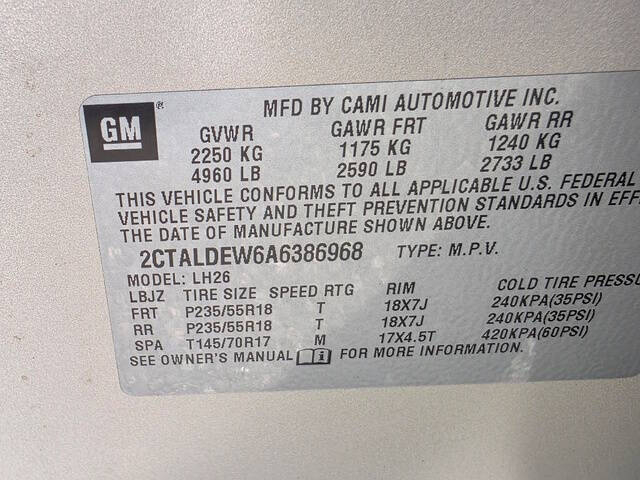 GM ®
MFD BY CAMI AUTOMOTIVE INC.
GVWR GAWR FRT GAWR RR
2250 KG 1175 KG 1240 KG
4960 LB 2590 LB 2733 LB
THIS VEHICLE CONFORMS TO ALL APPLICABLE U.S. FEDERAL
VEHICLE SAFETY AND THEFT PREVENTION STANDARDS IN EFF
THE DATE OF MANUFACTURE SHOWN ABOVE.
2CTALDEW6A6386968 TYPE: M.P.V.
MODEL: LH26
LBJZ TIRE SIZE SPEED RTG RIM COLD TIRE PRESSU
FRT P235/55R18 T 18X7J 240KPA(35PSI)
RR P235/55R18 T 18X7J 240KPA(35PSI)
SPA T145/70R17 M 17X4.5T 420KPA(60PSI)
SEE OWNER'S MANUAL i FOR MORE INFORMATION.